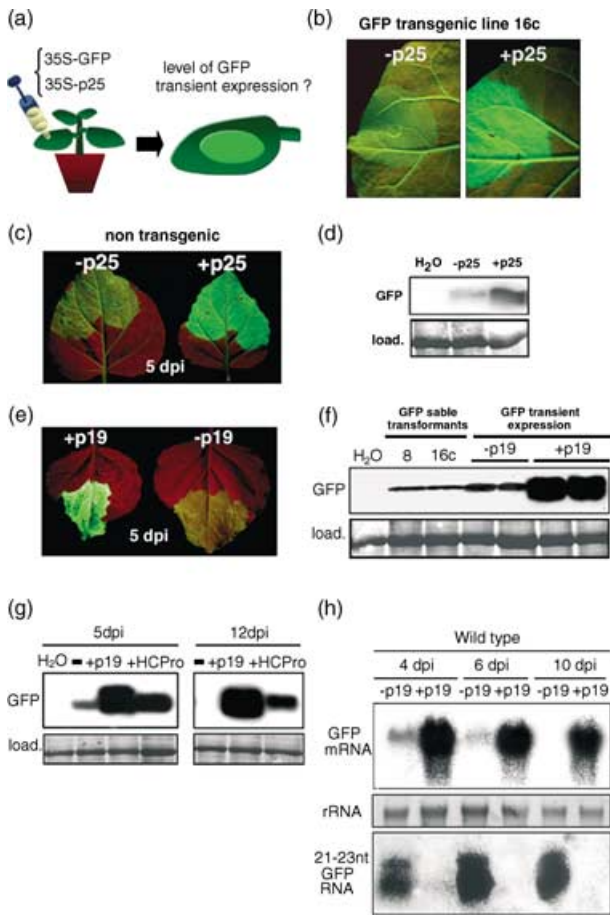 (a)
35S-GFP
35S-p25
level of GFP
transient expression ?
(b)
GFP transgenic line 16c
-p25
+p25
(c)
non transgenic
-p25
+p25
5 dpi
(d)
H₂O -p25 +p25
GFP
load.
(e)
+p19
-p19
5 dpi
(f)
GFP sable
transformants
GFP transient
expression
H₂O 8 16c -p19 +p19
GFP
load.
(g)
5dpi
12dpi
H₂O - +p19 +HCPro
- +p19 +HCPro
GFP
load.
(h)
Wild type
4 dpi 6 dpi 10 dpi
-p19 +p19 -p19 +p19 -p19 +p19
GFP
mRNA
rRNA
21-23nt
GFP
RNA